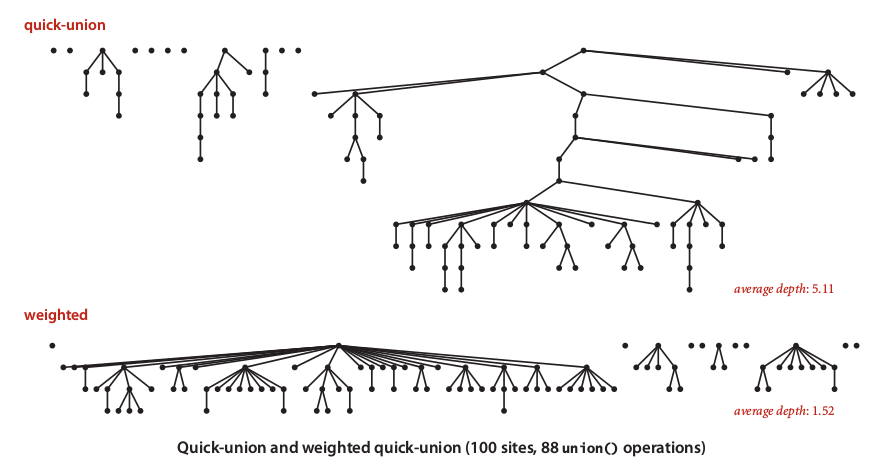 quick-union
average depth: 5.11
weighted
average depth: 1.52
Quick-union and weighted quick-union (100 sites, 88 union() operations)